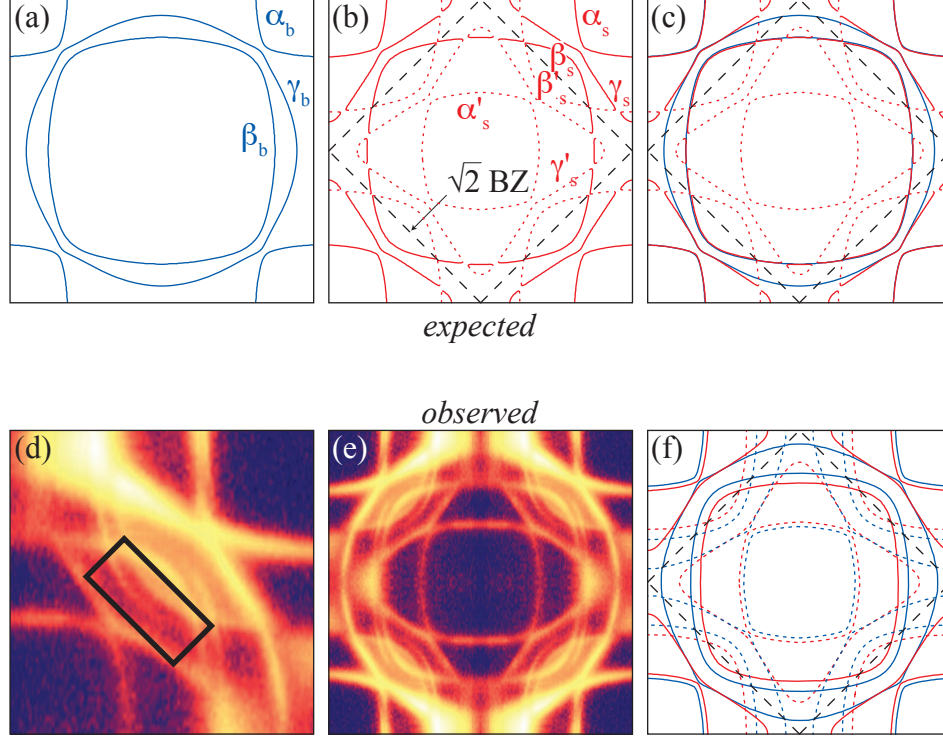 (a)
α_b
γ_b
β_b
(b)
α_s
β_s
β'_s
γ_s
α'_s
γ'_s
√2 BZ
(c)
expected
observed
(d)
(e)
(f)